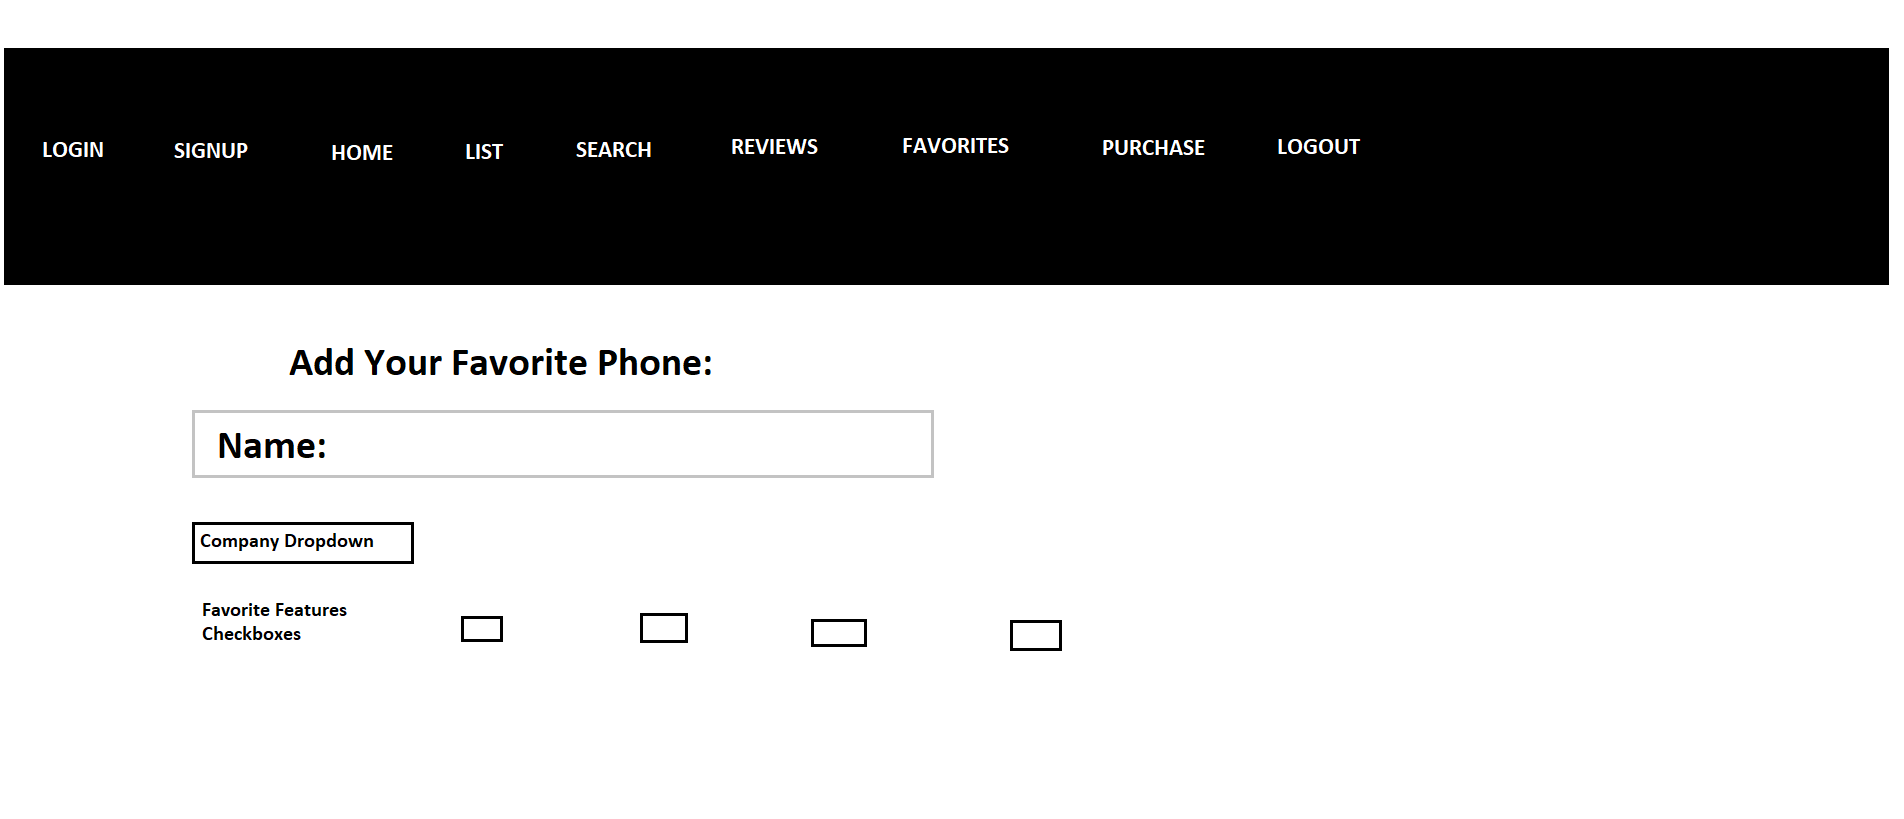 LOGIN SIGNUP HOME LIST SEARCH REVIEWS FAVORITES PURCHASE LOGOUT
Add Your Favorite Phone:
Name:
Company Dropdown
Favorite Features
Checkboxes